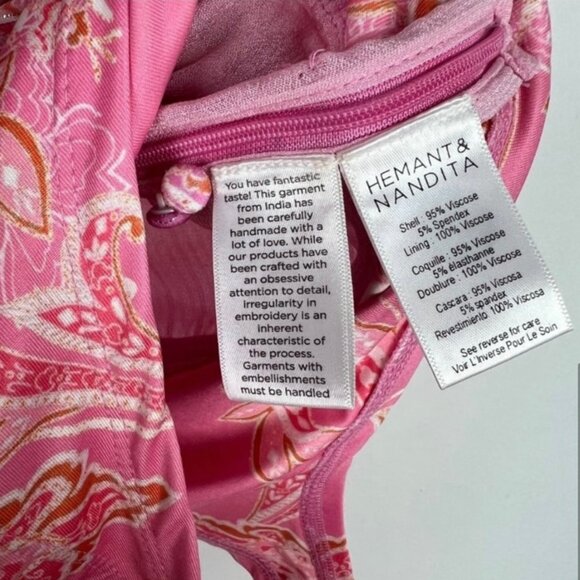 You have fantastic
taste! This garment
from India has
been carefully
handmade with a
lot of love. While
our products have
been crafted with
an obsessive
attention to detail,
irregularity in
embroidery is an
inherent
characteristic of
the process.
Garments with
embellishments
must be handled
HEMANT &
NANDITA
Shell : 95% Viscose
5% Spendex
Lining : 100% Viscose
Coquille : 95% Viscose
5% élasthanne
Doublure : 100% Viscose
Cascara : 95% Viscosa
5% spandex
Revestimiento 100% Viscosa
See reverse for care
Voir L'Inverse Pour Le Soin